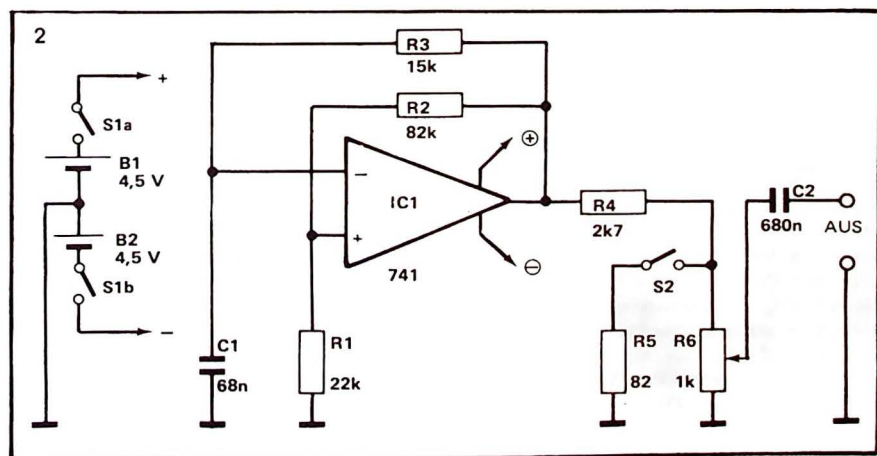 2
+
S1a
B1
4,5 V
B2
4,5 V
S1b
−
R3
15k
R2
82k
−
IC1
+
741
⊕
⊖
R4
2k7
C2
680n
AUS
S2
C1
68n
R1
22k
R5
82
R6
1k